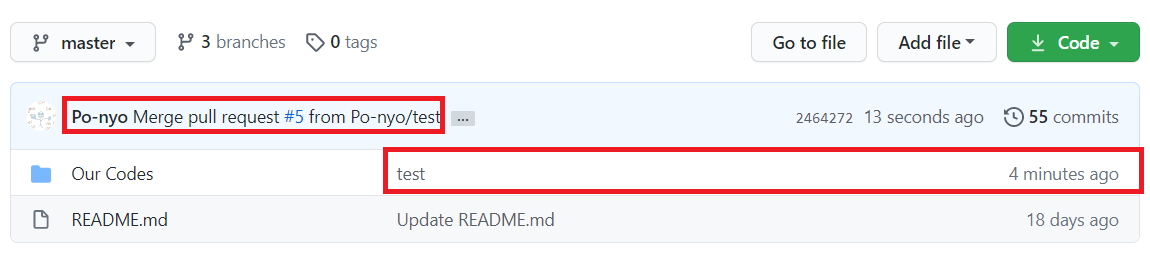 master 3 branches 0 tags Go to file Add file Code
Po-nyo Merge pull request #5 from Po-nyo/test ... 2464272 13 seconds ago 55 commits
Our Codes test 4 minutes ago
README.md Update README.md 18 days ago